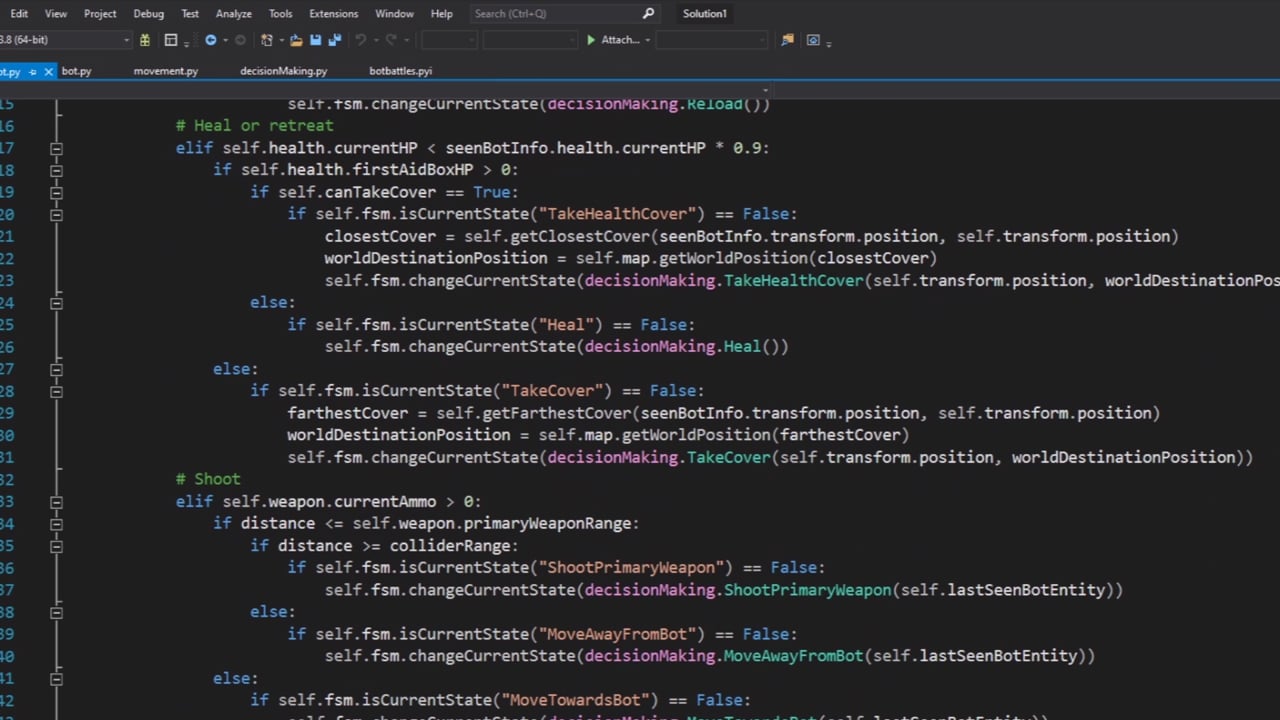 Edit View Project Debug Test Analyze Tools Extensions Window Help Search (Ctrl+Q) Solution1
3.8 (64-bit) Attach...
ot.py bot.py movement.py decisionMaking.py botbattles.pyi
15 self.fsm.changeCurrentState(decisionMaking.Reload())
16 # Heal or retreat
17 elif self.health.currentHP < seenBotInfo.health.currentHP * 0.9:
18 if self.health.firstAidBoxHP > 0:
19 if self.canTakeCover == True:
20 if self.fsm.isCurrentState("TakeHealthCover") == False:
21 closestCover = self.getClosestCover(seenBotInfo.transform.position, self.transform.position)
22 worldDestinationPosition = self.map.getWorldPosition(closestCover)
23 self.fsm.changeCurrentState(decisionMaking.TakeHealthCover(self.transform.position, worldDestinationPos
24 else:
25 if self.fsm.isCurrentState("Heal") == False:
26 self.fsm.changeCurrentState(decisionMaking.Heal())
27 else:
28 if self.fsm.isCurrentState("TakeCover") == False:
29 farthestCover = self.getFarthestCover(seenBotInfo.transform.position, self.transform.position)
30 worldDestinationPosition = self.map.getWorldPosition(farthestCover)
31 self.fsm.changeCurrentState(decisionMaking.TakeCover(self.transform.position, worldDestinationPosition))
32 # Shoot
33 elif self.weapon.currentAmmo > 0:
34 if distance <= self.weapon.primaryWeaponRange:
35 if distance >= colliderRange:
36 if self.fsm.isCurrentState("ShootPrimaryWeapon") == False:
37 self.fsm.changeCurrentState(decisionMaking.ShootPrimaryWeapon(self.lastSeenBotEntity))
38 else:
39 if self.fsm.isCurrentState("MoveAwayFromBot") == False:
40 self.fsm.changeCurrentState(decisionMaking.MoveAwayFromBot(self.lastSeenBotEntity))
41 else:
42 if self.fsm.isCurrentState("MoveTowardsBot") == False:
self.fsm.changeCurrentState(decisionMaking.MoveTowardsBot(self.lastSeenBotEntity))